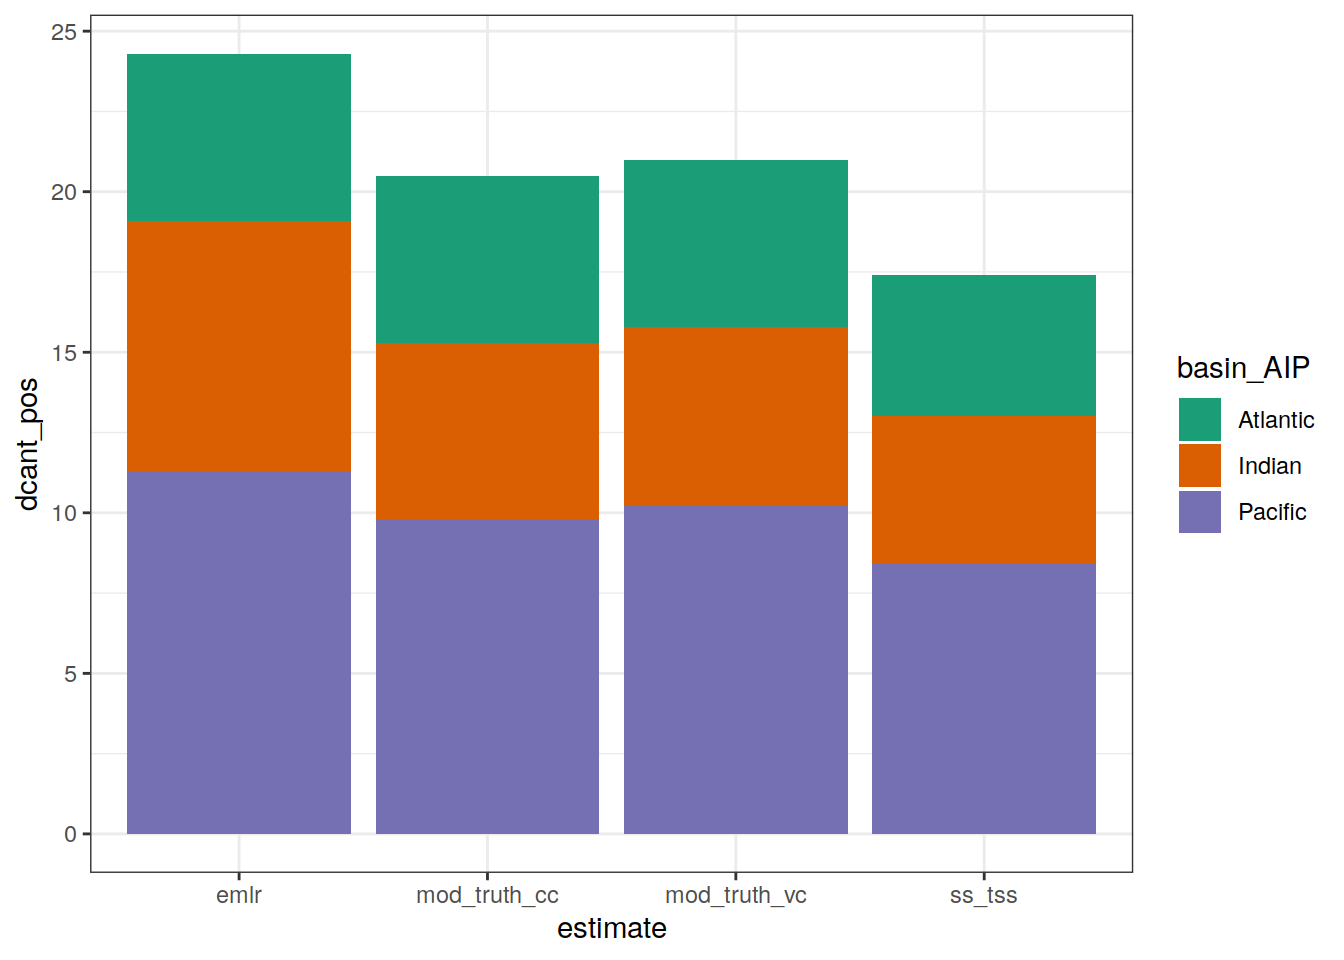 25
20
15
10
5
0
dcant_pos
emlr
mod_truth_cc
mod_truth_vc
ss_tss
estimate
basin_AIP
Atlantic
Indian
Pacific